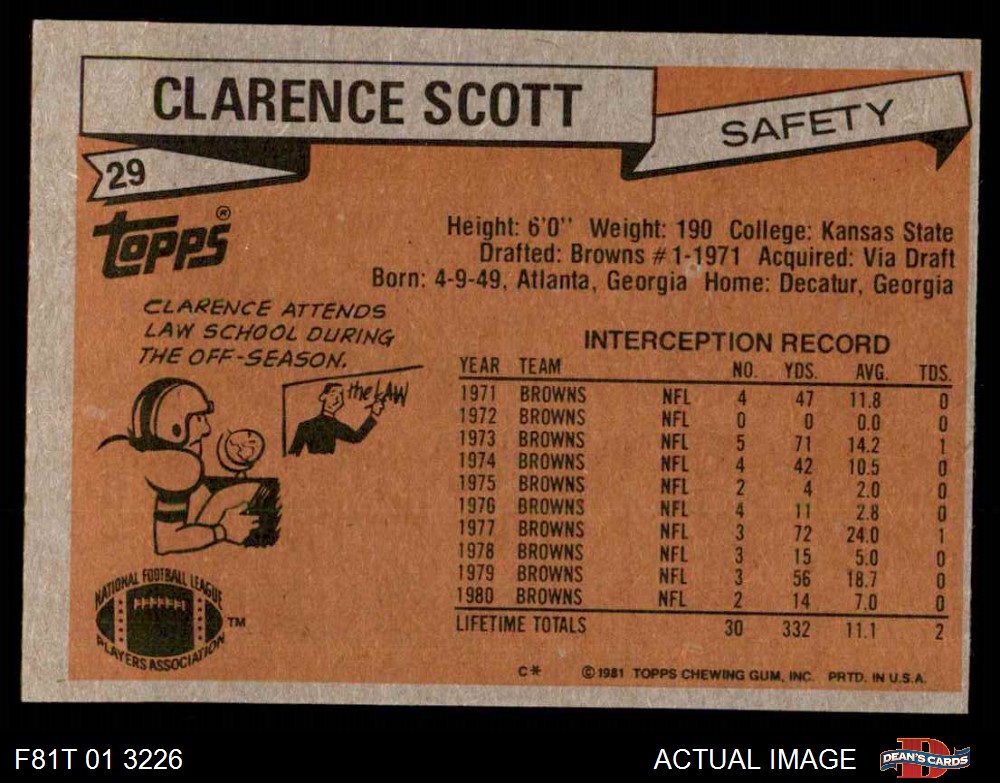 CLARENCE SCOTT
SAFETY
29
Topps®
Height: 6'0" Weight: 190 College: Kansas State
Drafted: Browns #1-1971 Acquired: Via Draft
Born: 4-9-49, Atlanta, Georgia Home: Decatur, Georgia
CLARENCE ATTENDS
LAW SCHOOL DURING
THE OFF-SEASON.
the LAW
INTERCEPTION RECORD
YEAR TEAM NO. YDS. AVG. TDS.
1971 BROWNS NFL 4 47 11.8 0
1972 BROWNS NFL 0 0 0.0 0
1973 BROWNS NFL 5 71 14.2 1
1974 BROWNS NFL 4 42 10.5 0
1975 BROWNS NFL 2 4 2.0 0
1976 BROWNS NFL 4 11 2.8 0
1977 BROWNS NFL 3 72 24.0 1
1978 BROWNS NFL 3 15 5.0 0
1979 BROWNS NFL 3 56 18.7 0
1980 BROWNS NFL 2 14 7.0 0
LIFETIME TOTALS 30 332 11.1 2
NATIONAL FOOTBALL LEAGUE
PLAYERS ASSOCIATION
TM
C* ©1981 TOPPS CHEWING GUM, INC. PRTD. IN U.S.A.
F81T 01 3226
ACTUAL IMAGE
D
DEAN'S CARDS